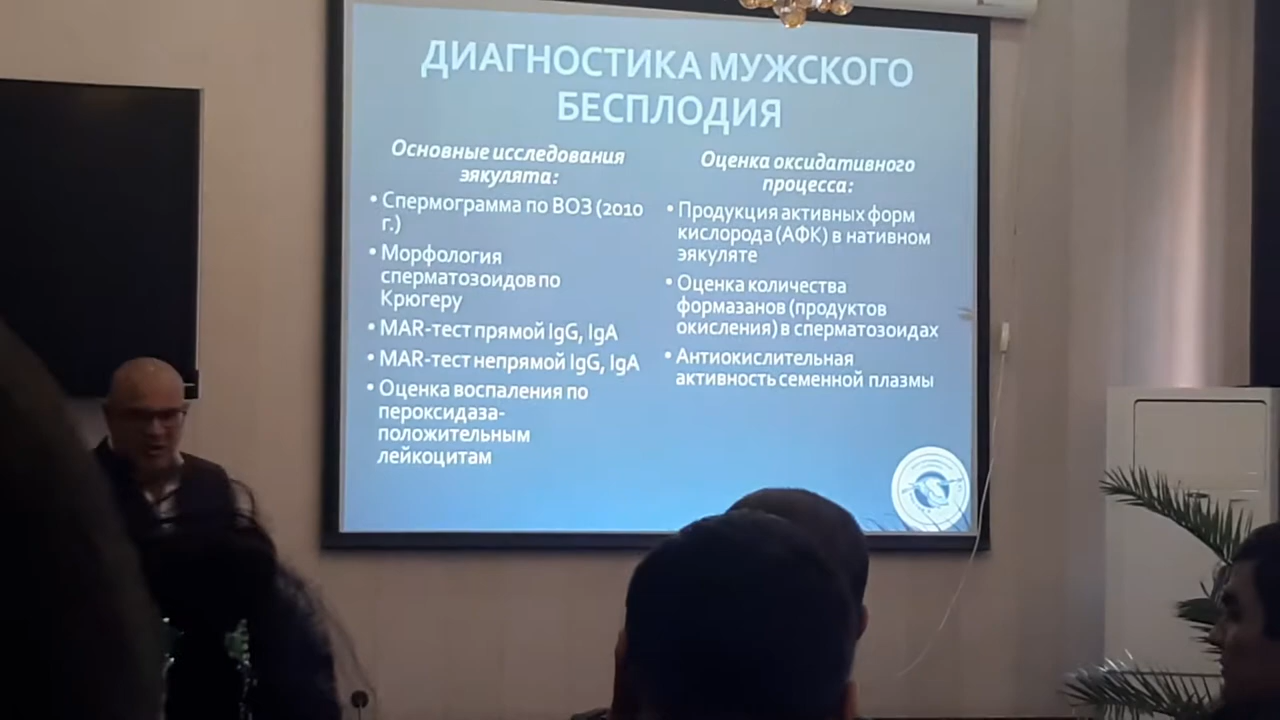 ДИАГНОСТИКА МУЖСКОГО
БЕСПЛОДИЯ
Основные исследования
эякулята:
• Спермограмма по ВОЗ (2010
г.)
• Морфология
сперматозоидов по
Крюгеру
• MAR-тест прямой IgG, IgA
• MAR-тест непрямой IgG, IgA
• Оценка воспаления по
пероксидаза-
положительным
лейкоцитам
Оценка оксидативного
процесса:
• Продукция активных форм
кислорода (АФК) в нативном
эякуляте
• Оценка количества
формазанов (продуктов
окисления) в сперматозоидах
• Антиокислительная
активность семенной плазмы